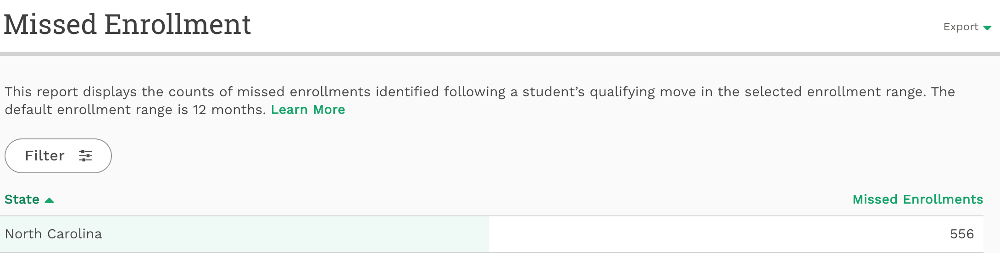 Missed Enrollment
Export
This report displays the counts of missed enrollments identified following a student’s qualifying move in the selected enrollment range. The
default enrollment range is 12 months. Learn More
Filter
State
Missed Enrollments
North Carolina
556